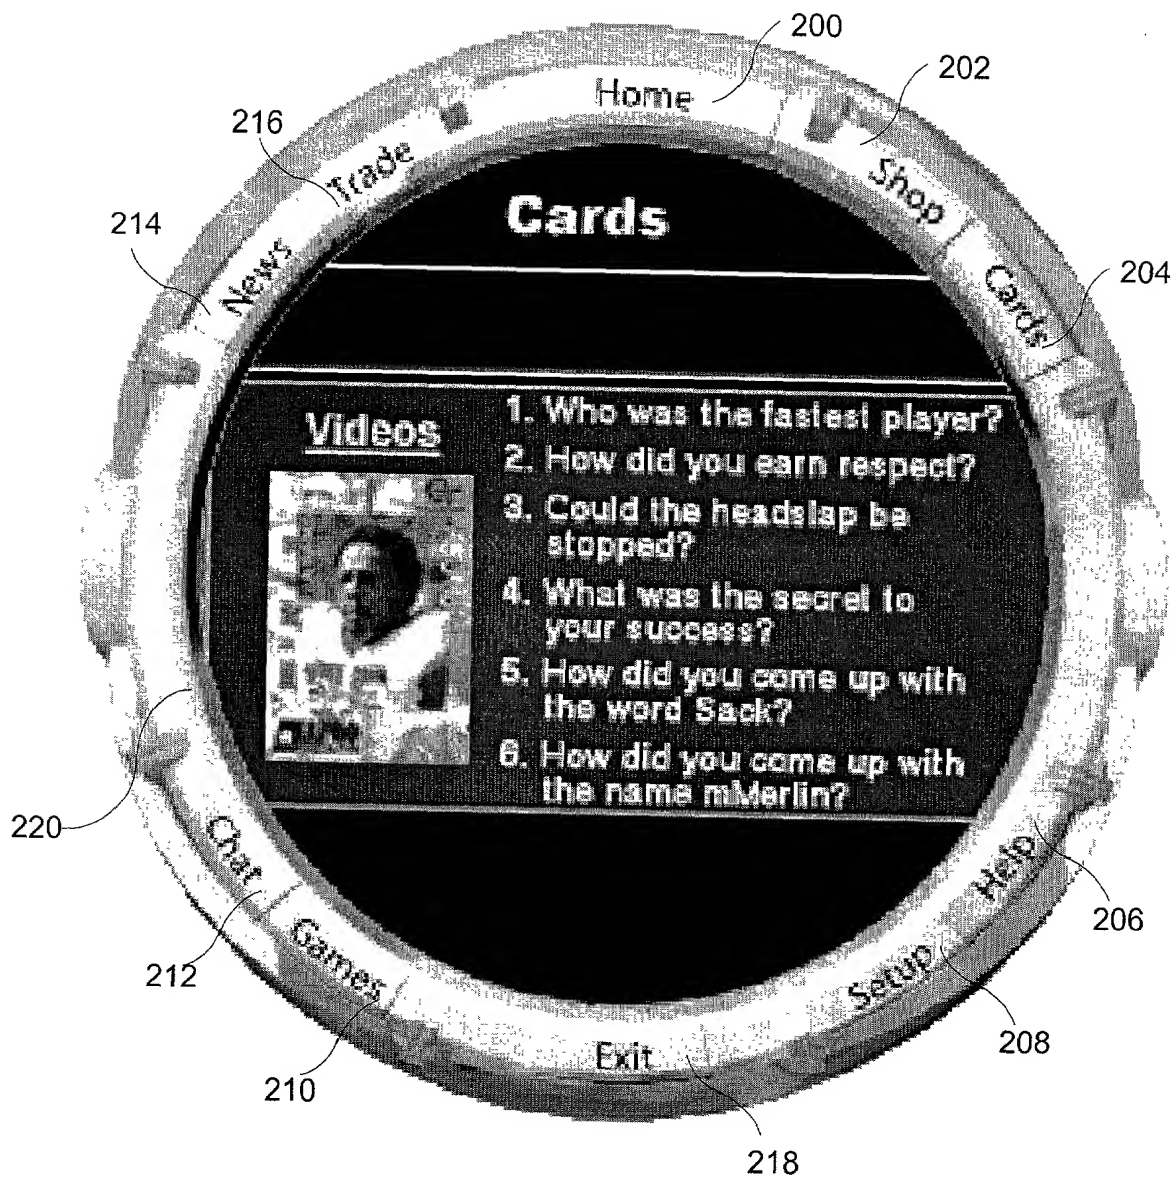 200
Home
202
216
Trade
Shop
Cards
214
News
Cards
204
Videos
1. Who was the fastest player?
2. How did you earn respect?
3. Could the headslap be
stopped?
4. What was the secret to
your success?
5. How did you come up with
the word Sack?
6. How did you come up with
the name mMerlin?
220
Chat
Help
206
212
Games
Setup
208
210
Exit
218